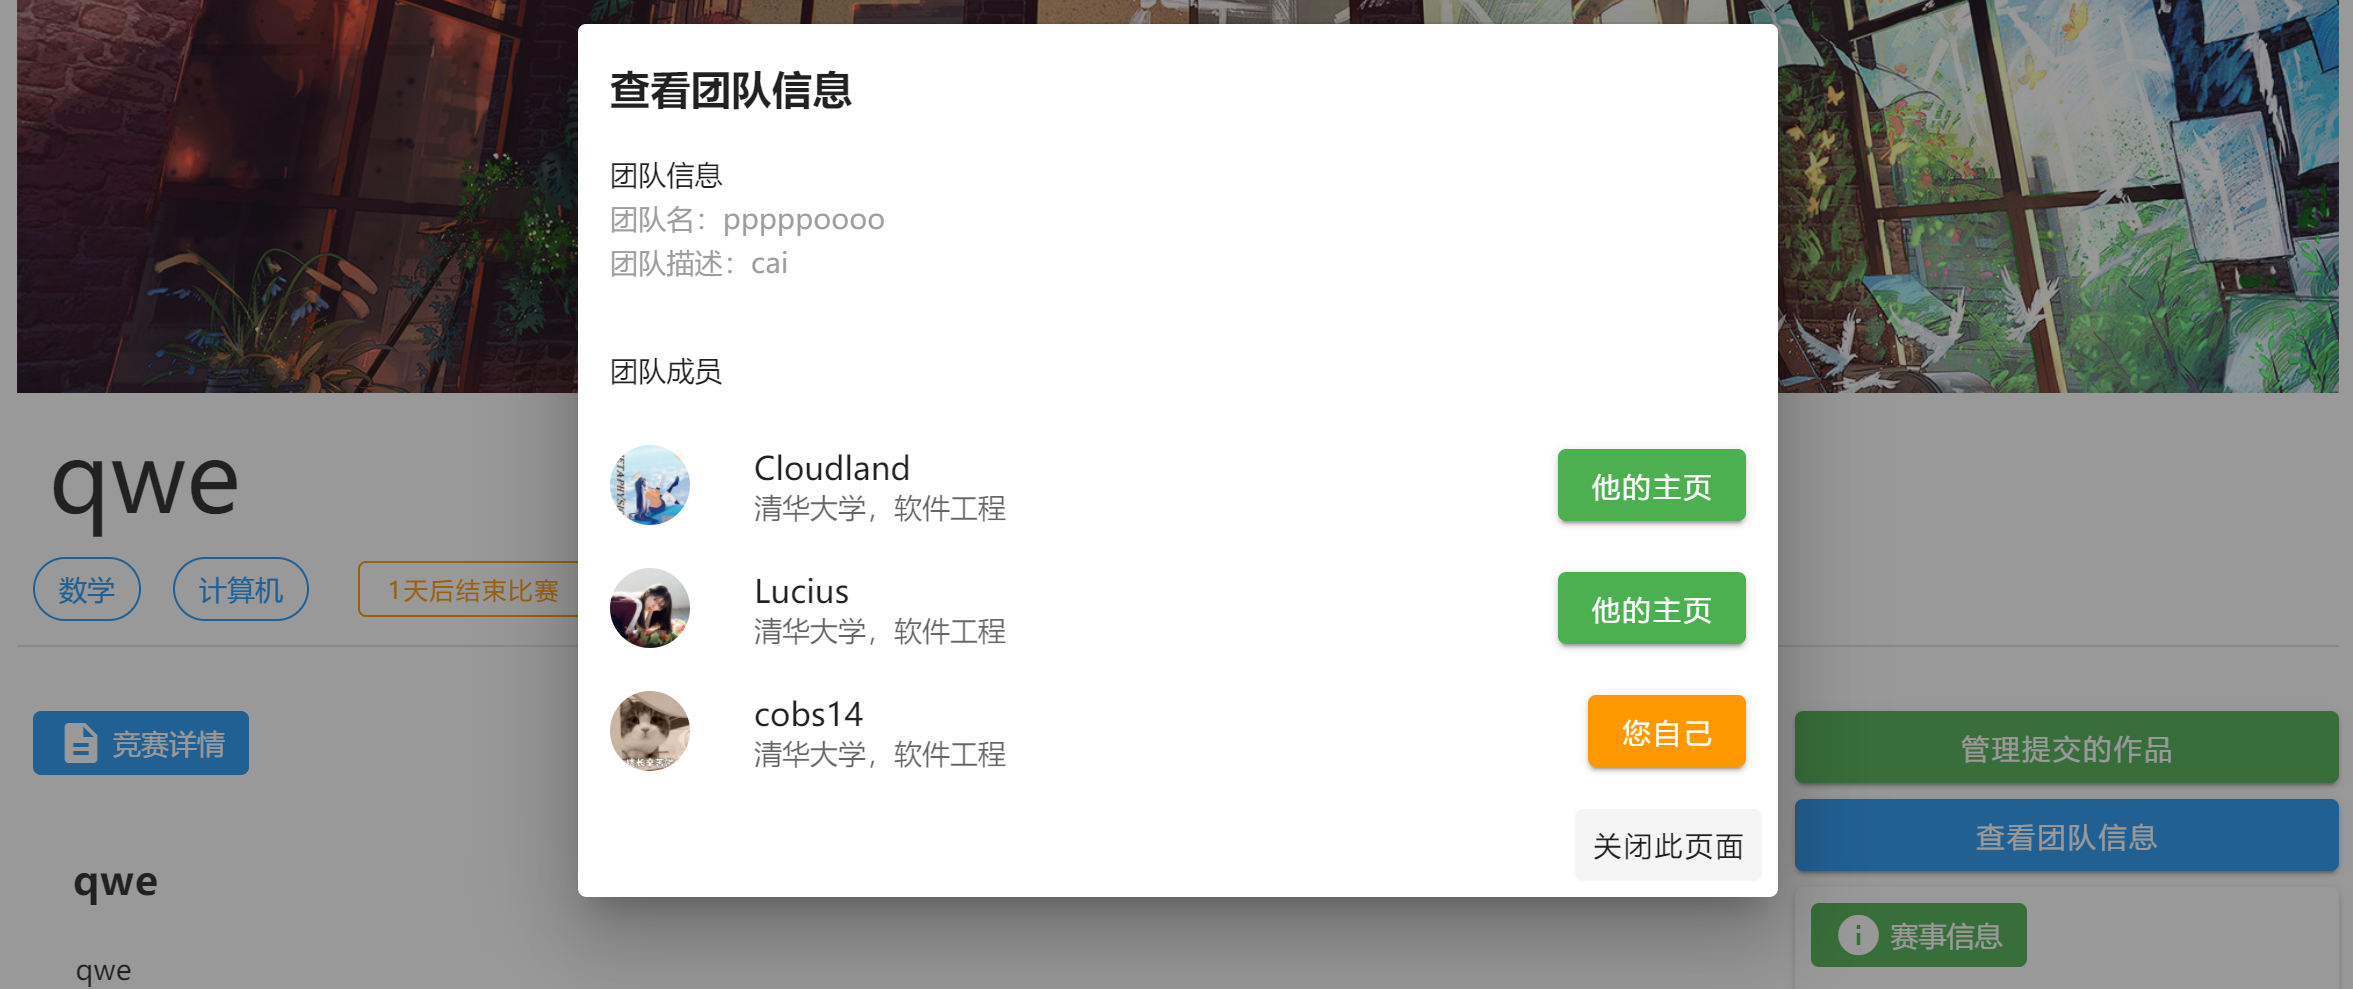 查看团队信息
团队信息
团队名：pppppoooo
团队描述：cai
团队成员
Cloudland
清华大学，软件工程
他的主页
Lucius
清华大学，软件工程
他的主页
cobs14
清华大学，软件工程
您自己
关闭此页面
qwe
数学
计算机
1天后结束比赛
竞赛详情
qwe
qwe
管理提交的作品
查看团队信息
赛事信息